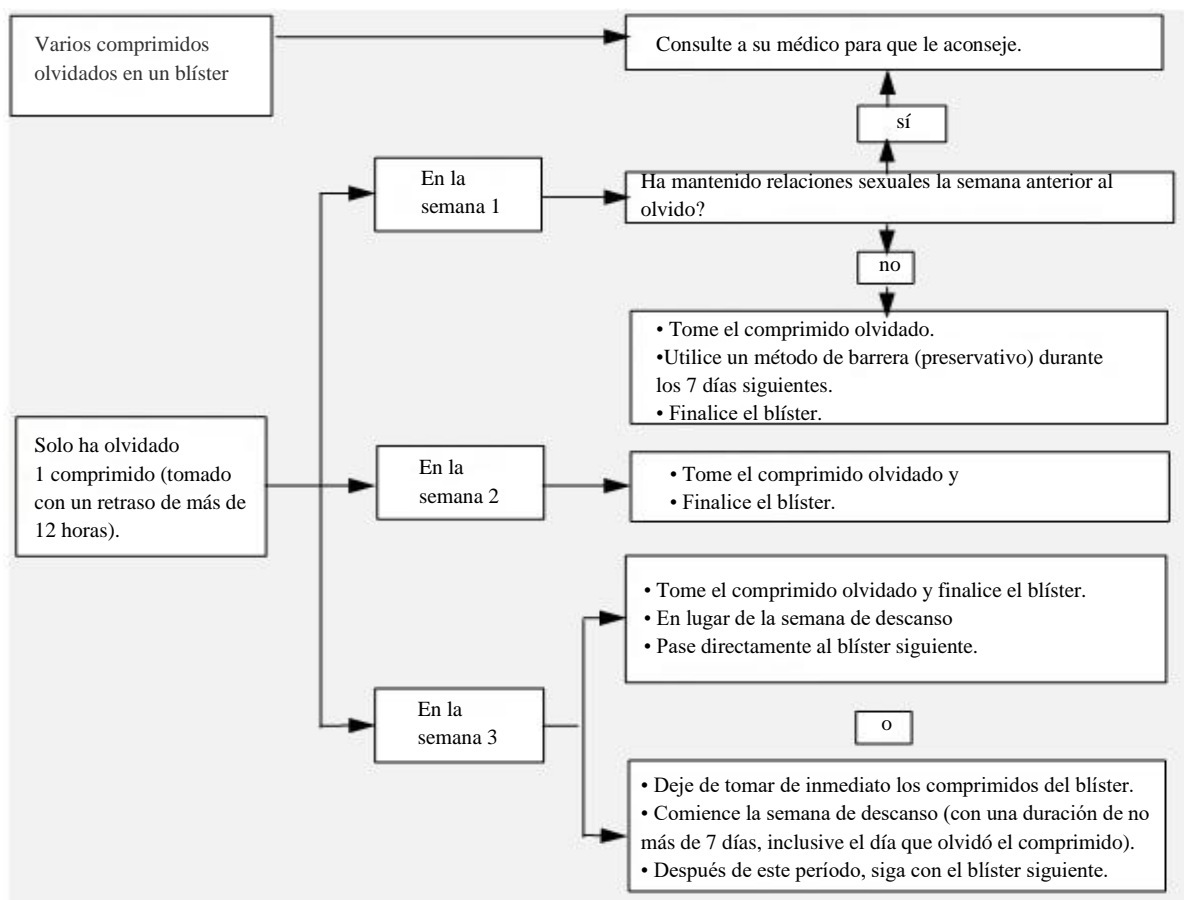 Varios comprimidos
olvidados en un blíster
Consulte a su médico para que le aconseje.
sí
En la
semana 1
Ha mantenido relaciones sexuales la semana anterior al
olvido?
no
• Tome el comprimido olvidado.
•Utilice un método de barrera (preservativo) durante
los 7 días siguientes.
• Finalice el blíster.
Solo ha olvidado
1 comprimido (tomado
con un retraso de más de
12 horas).
En la
semana 2
• Tome el comprimido olvidado y
• Finalice el blíster.
En la
semana 3
• Tome el comprimido olvidado y finalice el blíster.
• En lugar de la semana de descanso
• Pase directamente al blíster siguiente.
o
• Deje de tomar de inmediato los comprimidos del blíster.
• Comience la semana de descanso (con una duración de no
más de 7 días, inclusive el día que olvidó el comprimido).
• Después de este período, siga con el blíster siguiente.